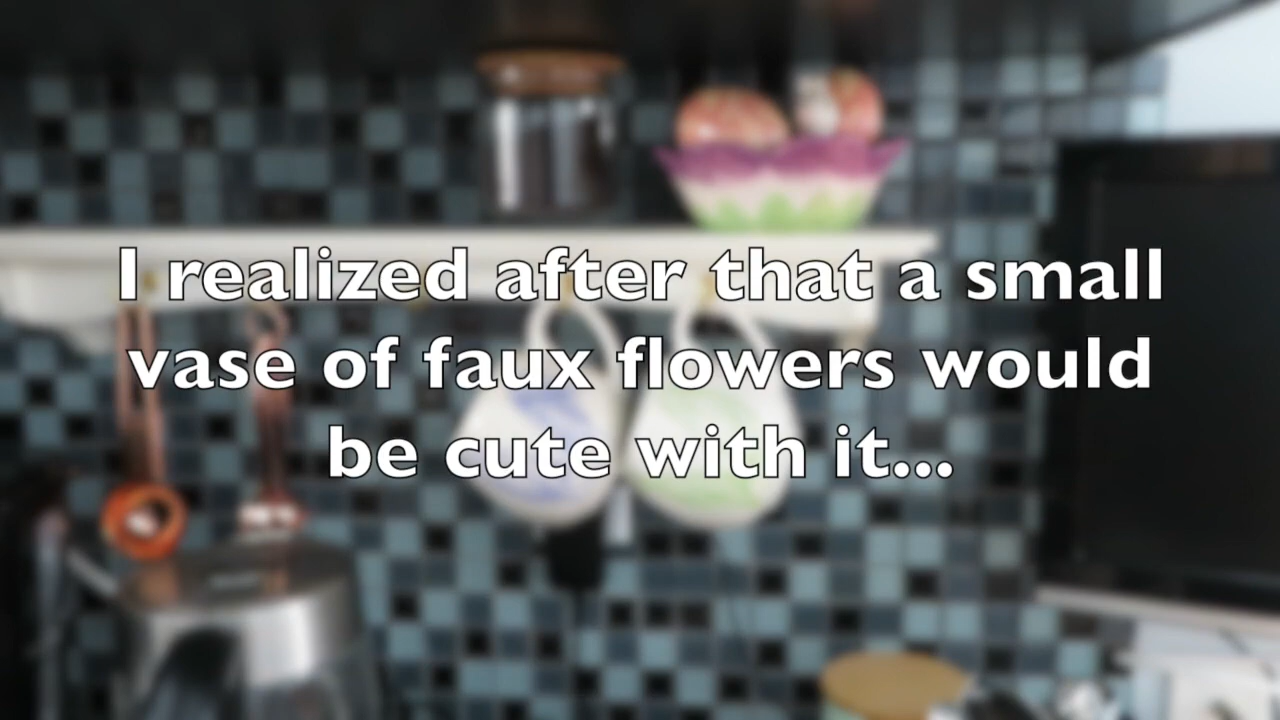 I realized after that a small
vase of faux flowers would
be cute with it...